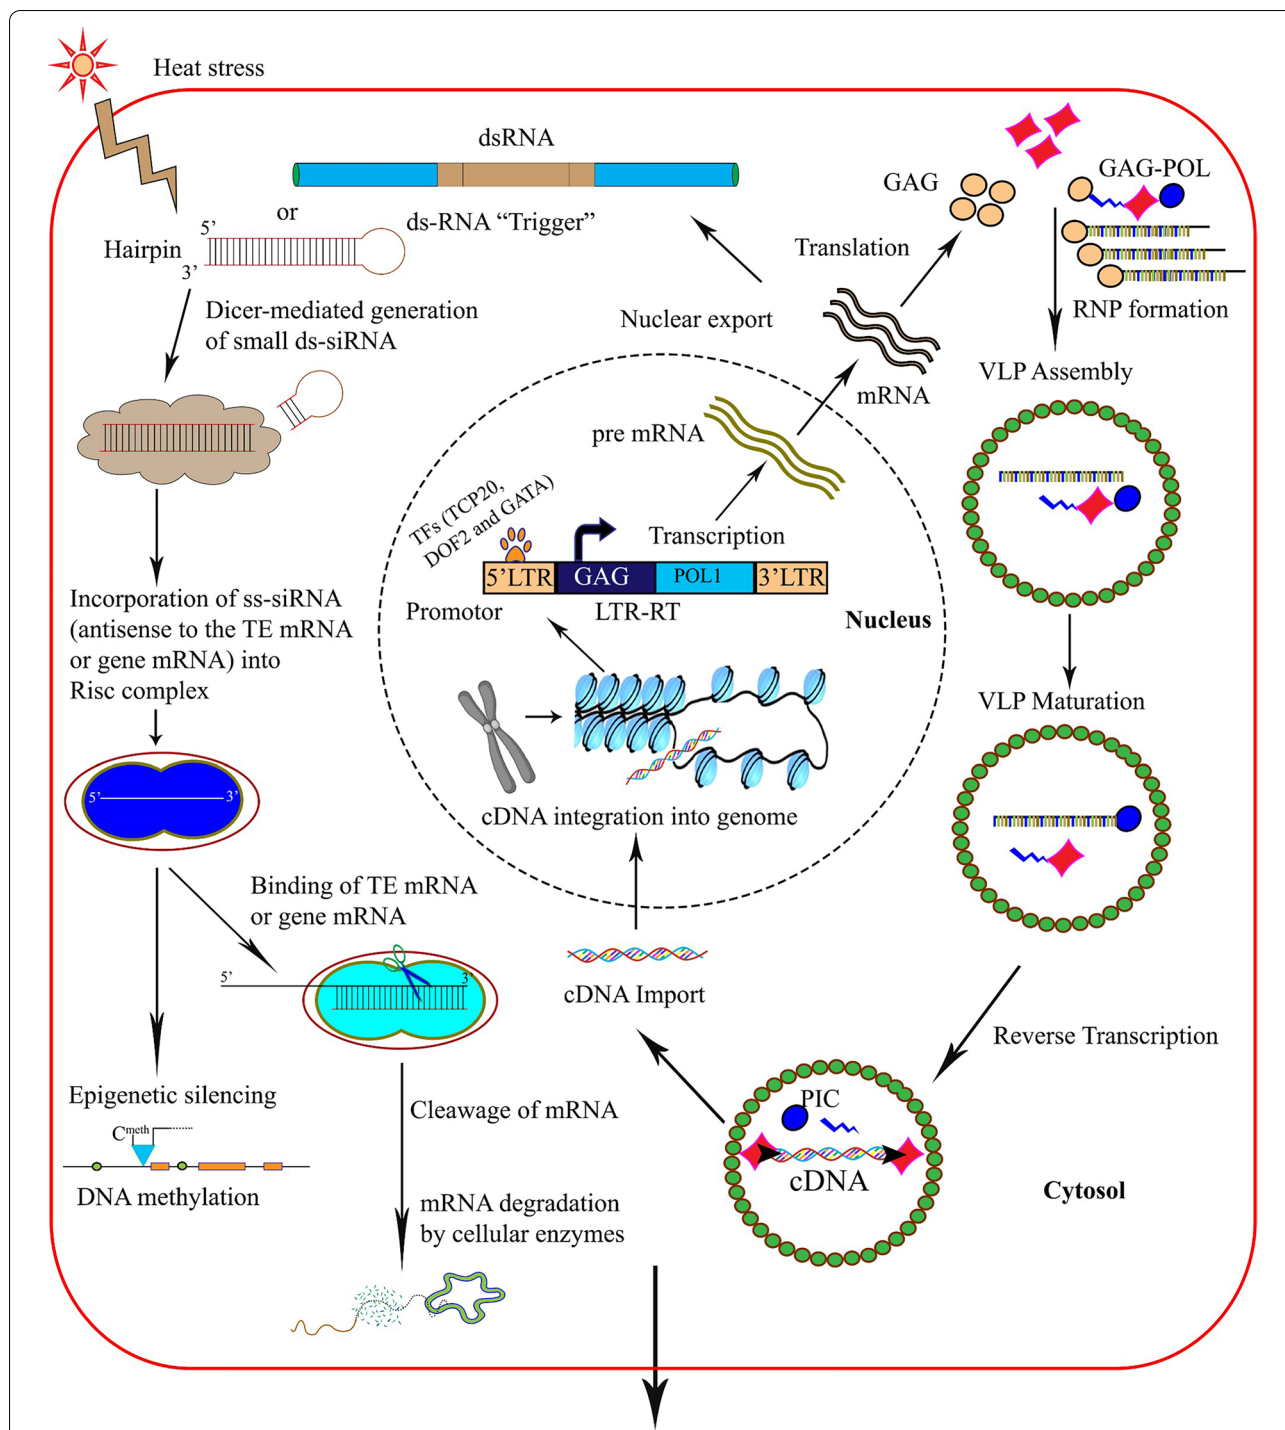 Heat stress
dsRNA
or
ds-RNA “Trigger”
5’
Hairpin
3’
Dicer-mediated generation
of small ds-siRNA
Incorporation of ss-siRNA
(antisense to the TE mRNA
or gene mRNA) into
Risc complex
5’
3’
Binding of TE mRNA
or gene mRNA
5’
3’
Epigenetic silencing
Cmeth
DNA methylation
Cleawage of mRNA
mRNA degradation
by cellular enzymes
Nuclear export
Translation
GAG
GAG-POL
RNP formation
mRNA
pre mRNA
TFs (TCP20,
DOF2 and GATA)
Transcription
5’LTR
GAG
POL1
3’LTR
Promotor
LTR-RT
Nucleus
cDNA integration into genome
cDNA Import
VLP Assembly
VLP Maturation
Reverse Transcription
PIC
cDNA
Cytosol